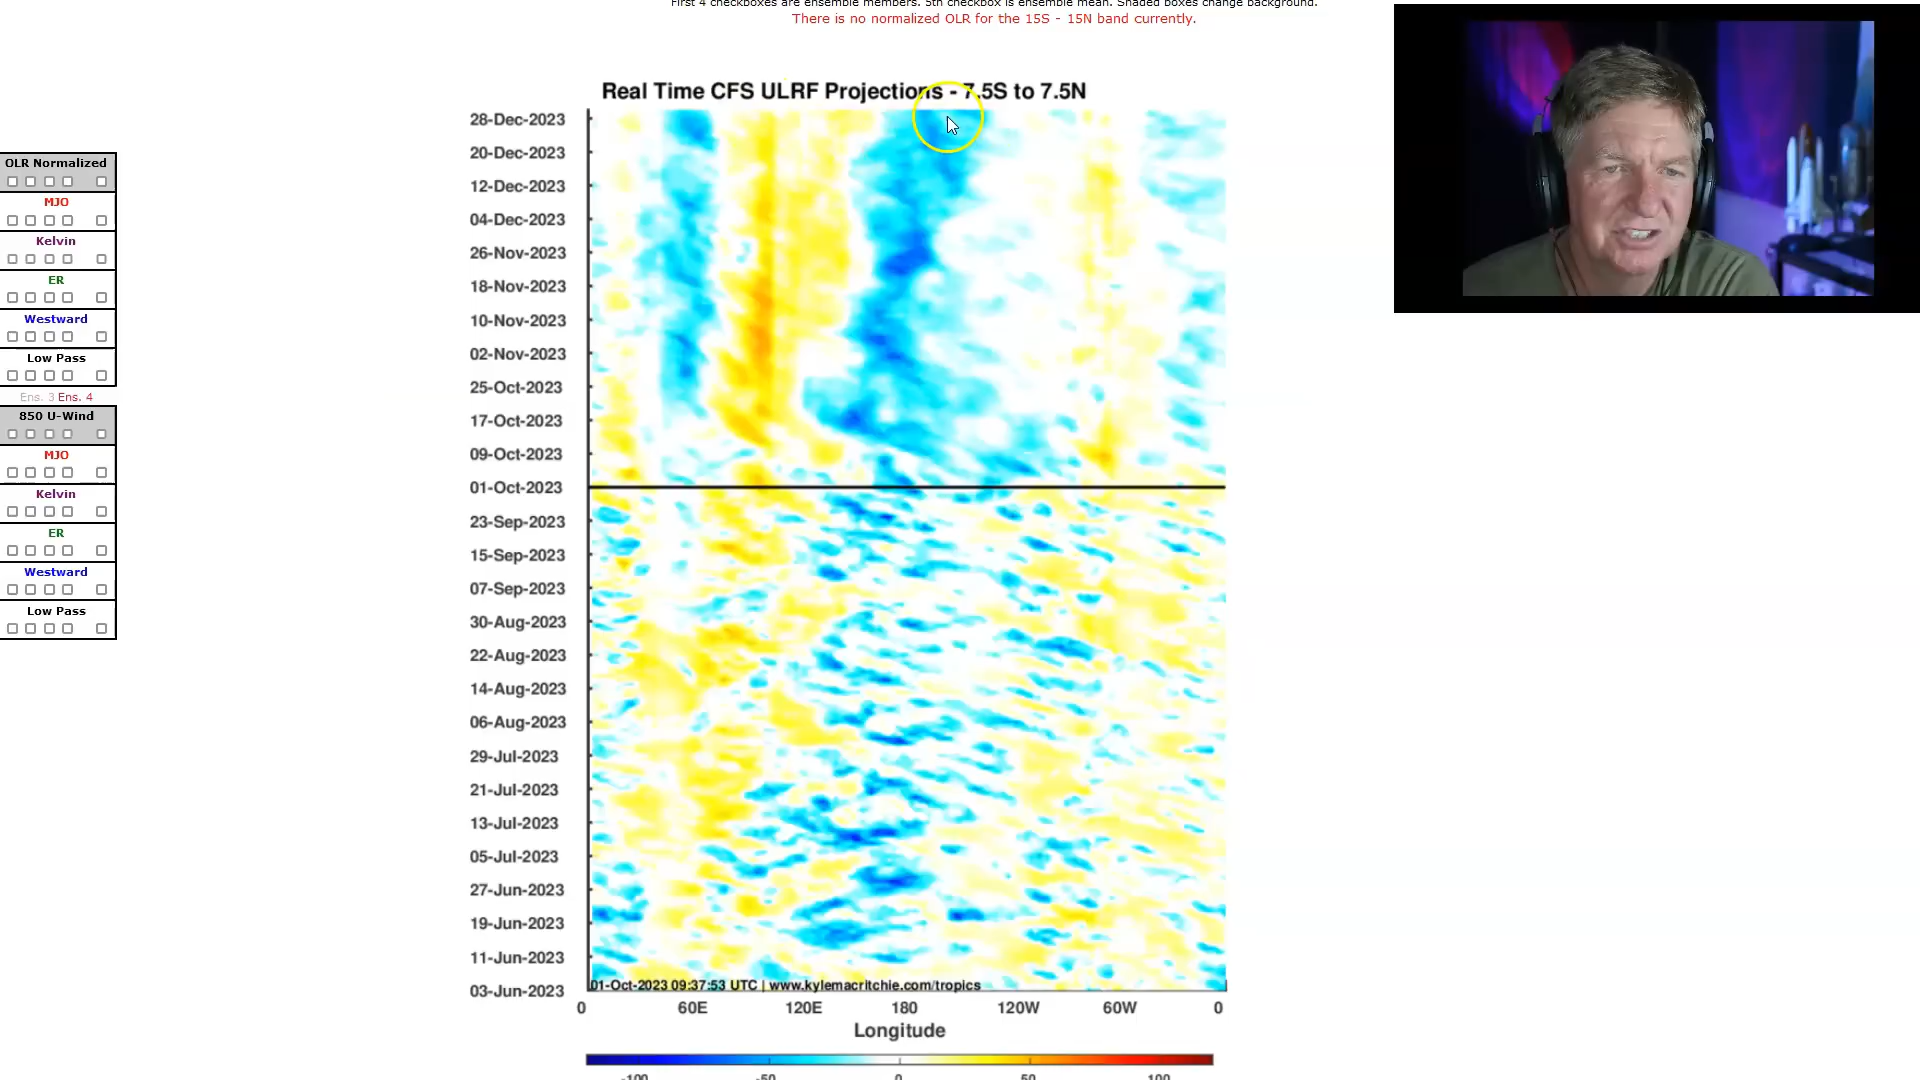 First 4 checkboxes are ensemble members. 5th checkbox is ensemble mean. Shaded boxes change background.
There is no normalized OLR for the 15S - 15N band currently.
Real Time CFS ULRF Projections - 7.5S to 7.5N
28-Dec-2023
20-Dec-2023
12-Dec-2023
04-Dec-2023
26-Nov-2023
18-Nov-2023
10-Nov-2023
02-Nov-2023
25-Oct-2023
17-Oct-2023
09-Oct-2023
01-Oct-2023
23-Sep-2023
15-Sep-2023
07-Sep-2023
30-Aug-2023
22-Aug-2023
14-Aug-2023
06-Aug-2023
29-Jul-2023
21-Jul-2023
13-Jul-2023
05-Jul-2023
27-Jun-2023
19-Jun-2023
11-Jun-2023
03-Jun-2023
01-Oct-2023 09:37:53 UTC | www.kylemacritchie.com/tropics
0 60E 120E 180 120W 60W 0
Longitude
-100 -50 0 50 100
OLR Normalized
MJO
Kelvin
ER
Westward
Low Pass
Ens. 3 Ens. 4
850 U-Wind
MJO
Kelvin
ER
Westward
Low Pass